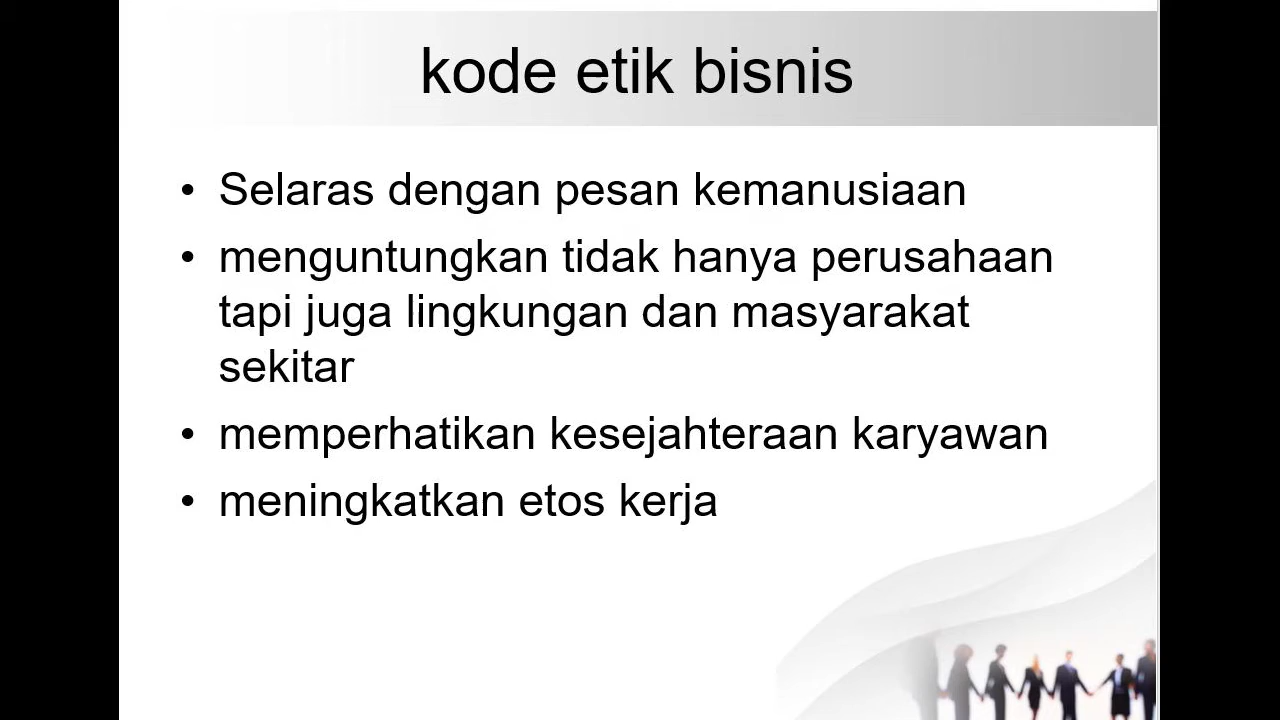 kode etik bisnis
• Selaras dengan pesan kemanusiaan
• menguntungkan tidak hanya perusahaan
tapi juga lingkungan dan masyarakat
sekitar
• memperhatikan kesejahteraan karyawan
• meningkatkan etos kerja